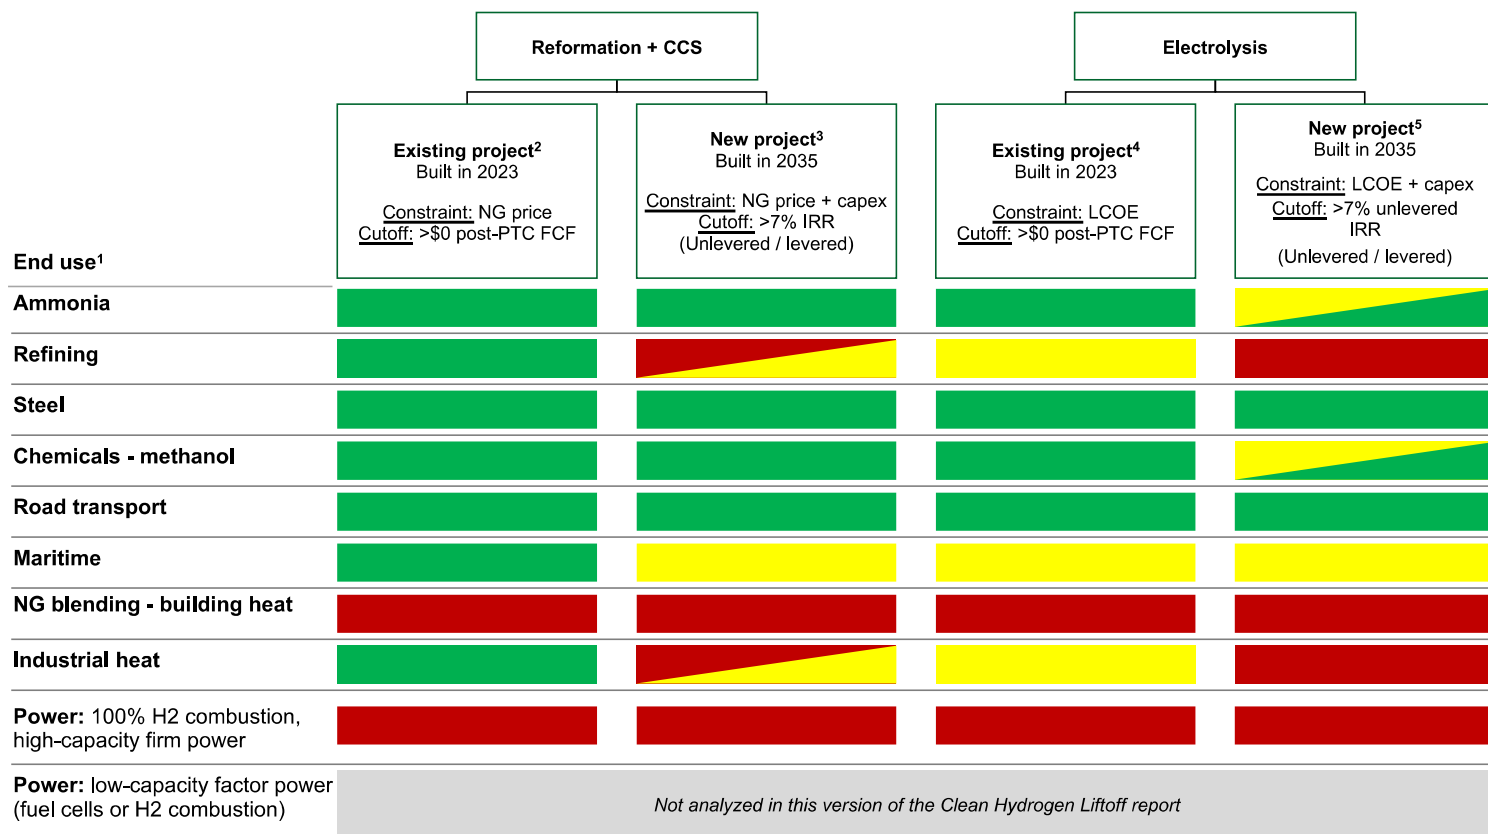 Reformation + CCS
Electrolysis
Existing project²
Built in 2023
Constraint: NG price
Cutoff: >$0 post-PTC FCF
New project³
Built in 2035
Constraint: NG price + capex
Cutoff: >7% IRR
(Unlevered / levered)
Existing project⁴
Built in 2023
Constraint: LCOE
Cutoff: >$0 post-PTC FCF
New project⁵
Built in 2035
Constraint: LCOE + capex
Cutoff: >7% unlevered
IRR
(Unlevered / levered)
End use¹
Ammonia
Refining
Steel
Chemicals - methanol
Road transport
Maritime
NG blending - building heat
Industrial heat
Power: 100% H2 combustion,
high-capacity firm power
Power: low-capacity factor power
(fuel cells or H2 combustion)
Not analyzed in this version of the Clean Hydrogen Liftoff report